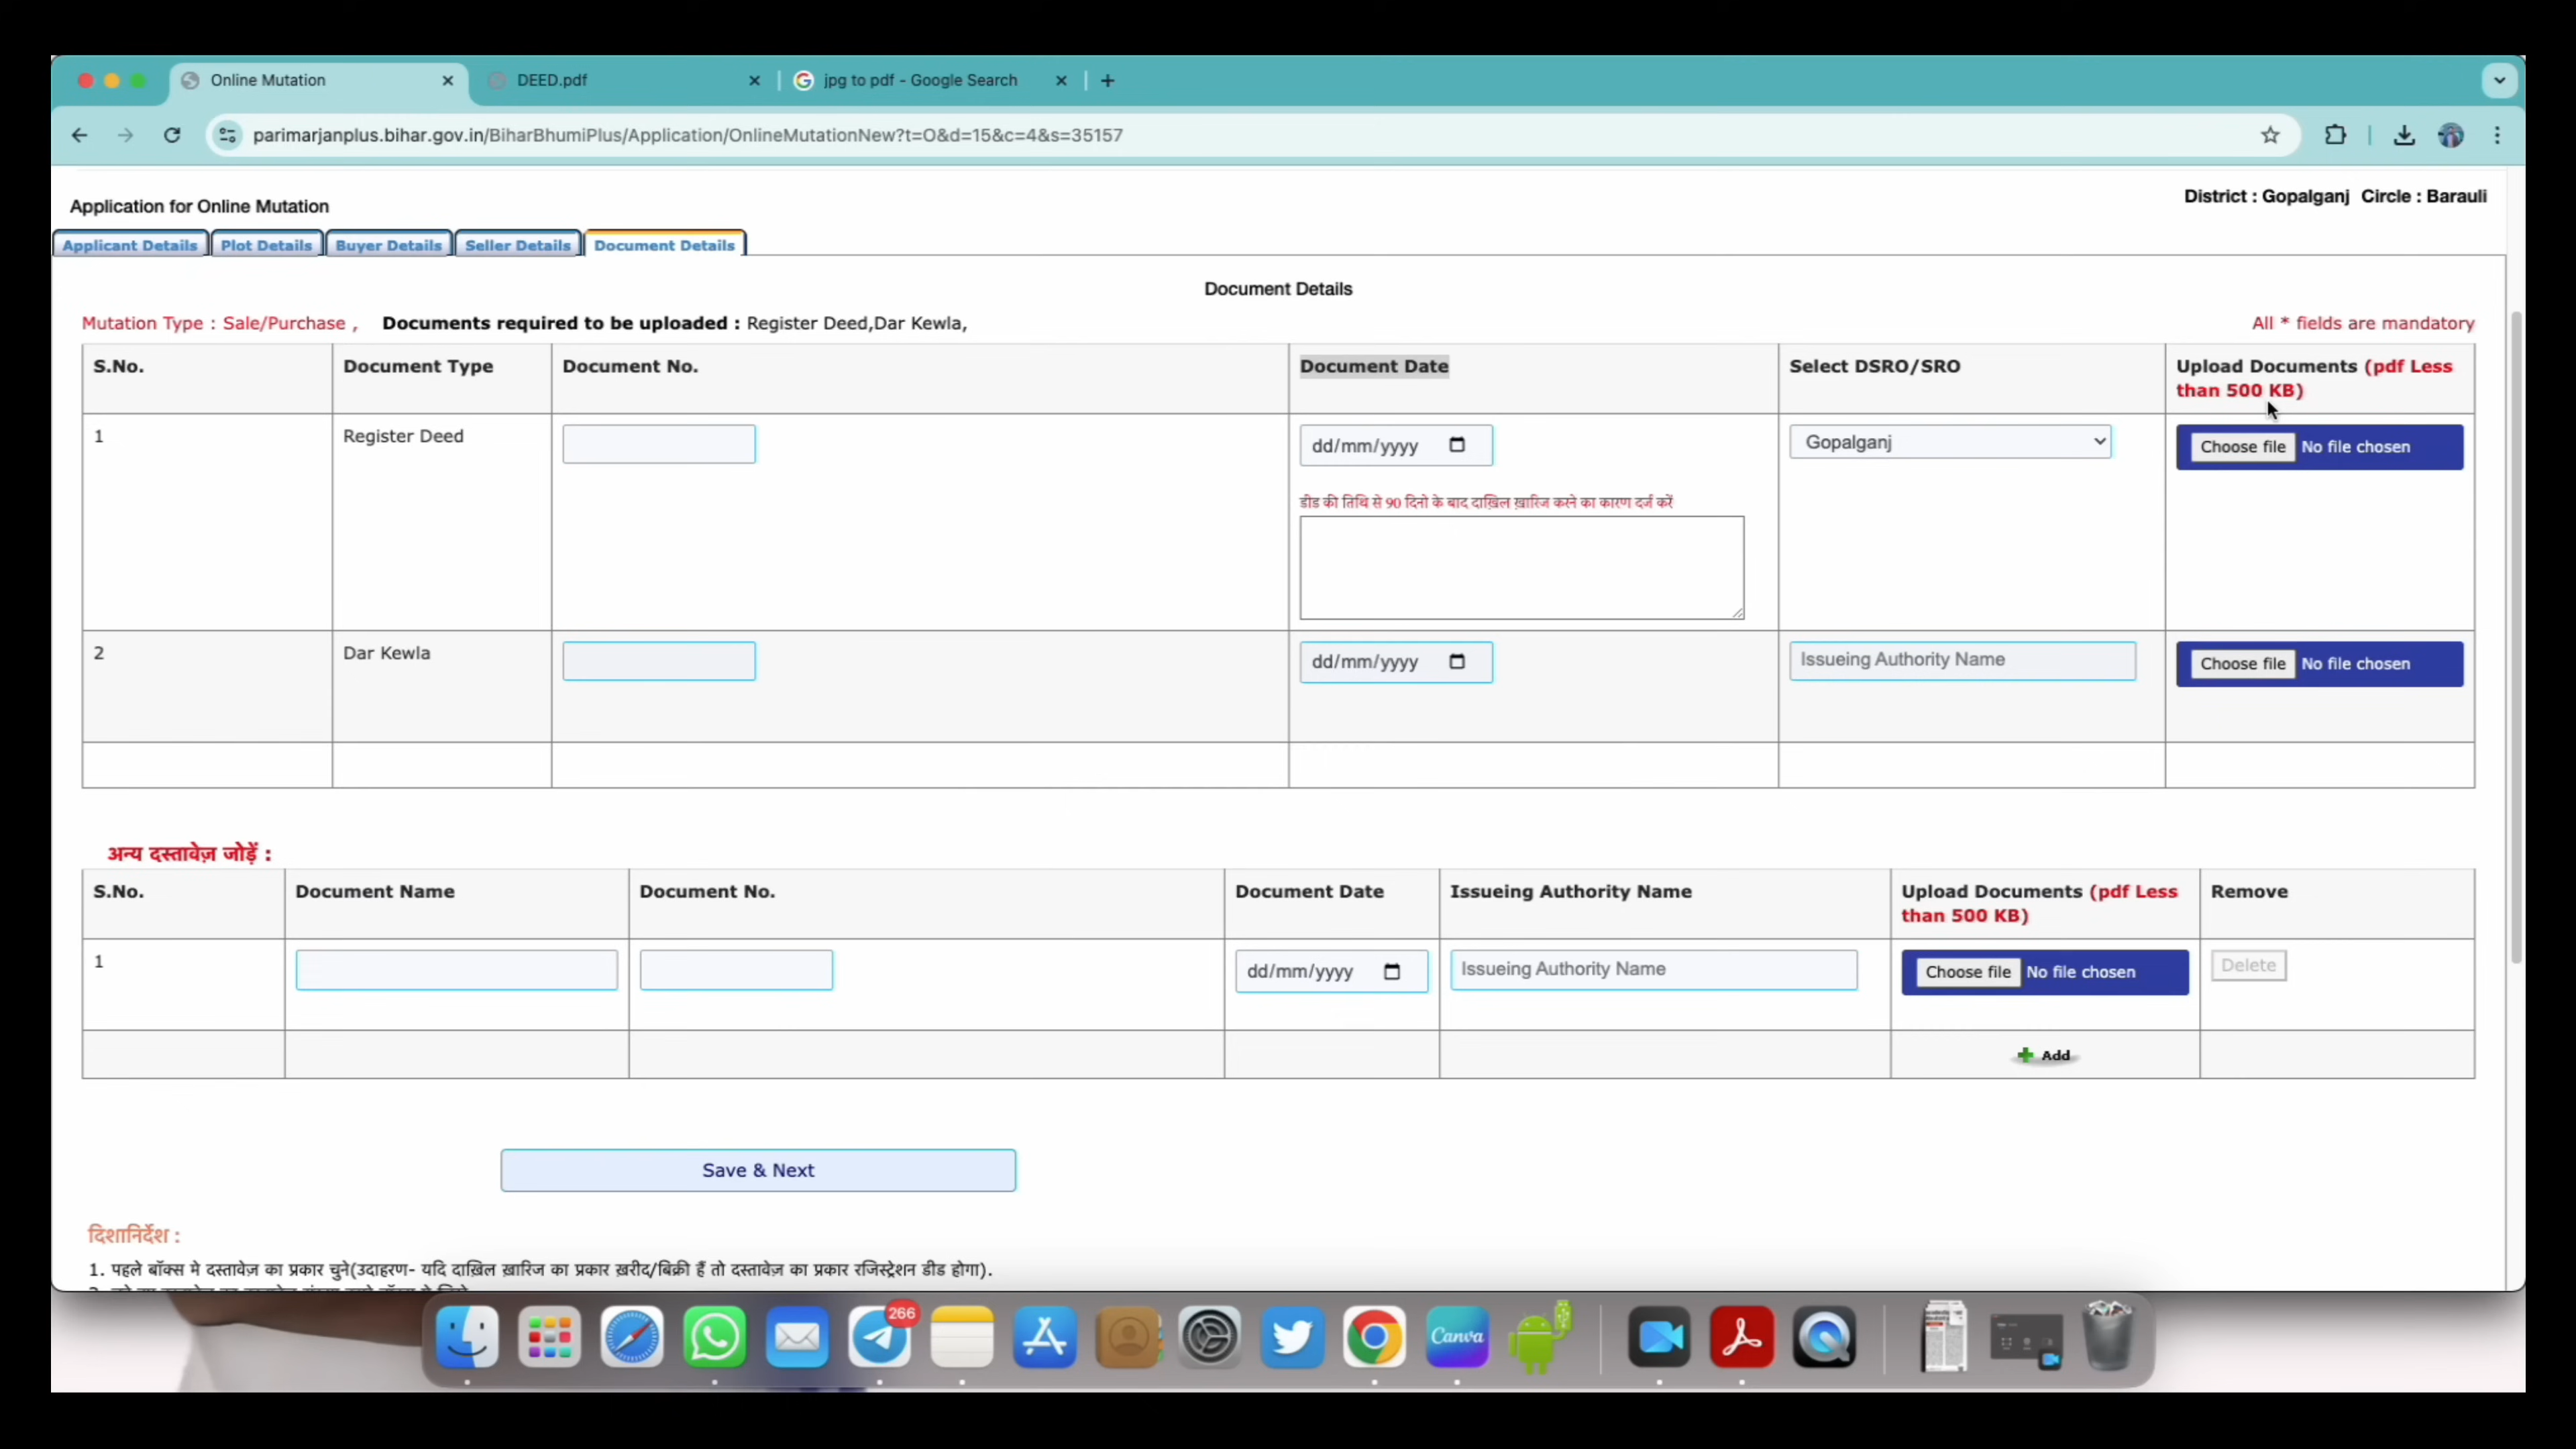 Online Mutation
DEED.pdf
jpg to pdf - Google Search
parimarjanplus.bihar.gov.in/BiharBhumiPlus/Application/OnlineMutationNew?t=O&d=15&c=4&s=35157
Application for Online Mutation
District : Gopalganj Circle : Barauli
Applicant Details Plot Details Buyer Details Seller Details Document Details
Document Details
Mutation Type : Sale/Purchase , Documents required to be uploaded : Register Deed,Dar Kewla,
All * fields are mandatory
S.No. Document Type Document No. Document Date Select DSRO/SRO Upload Documents (pdf Less
than 500 KB)
1 Register Deed dd/mm/yyyy Gopalganj Choose file No file chosen
डीड की तिथि से 90 दिनो के बाद दाख़िल ख़ारिज करने का कारण दर्ज करें
2 Dar Kewla dd/mm/yyyy Issueing Authority Name Choose file No file chosen
अन्य दस्तावेज़ जोड़ें :
S.No. Document Name Document No. Document Date Issueing Authority Name Upload Documents (pdf Less
than 500 KB) Remove
1 dd/mm/yyyy Issueing Authority Name Choose file No file chosen Delete
Add
Save & Next
दिशानिर्देश :
1. पहले बॉक्स मे दस्तावेज़ का प्रकार चुने(उदाहरण- यदि दाख़िल ख़ारिज का प्रकार ख़रीद/बिक्री हैं तो दस्तावेज़ का प्रकार रजिस्ट्रेशन डीड होगा).
266
Canva